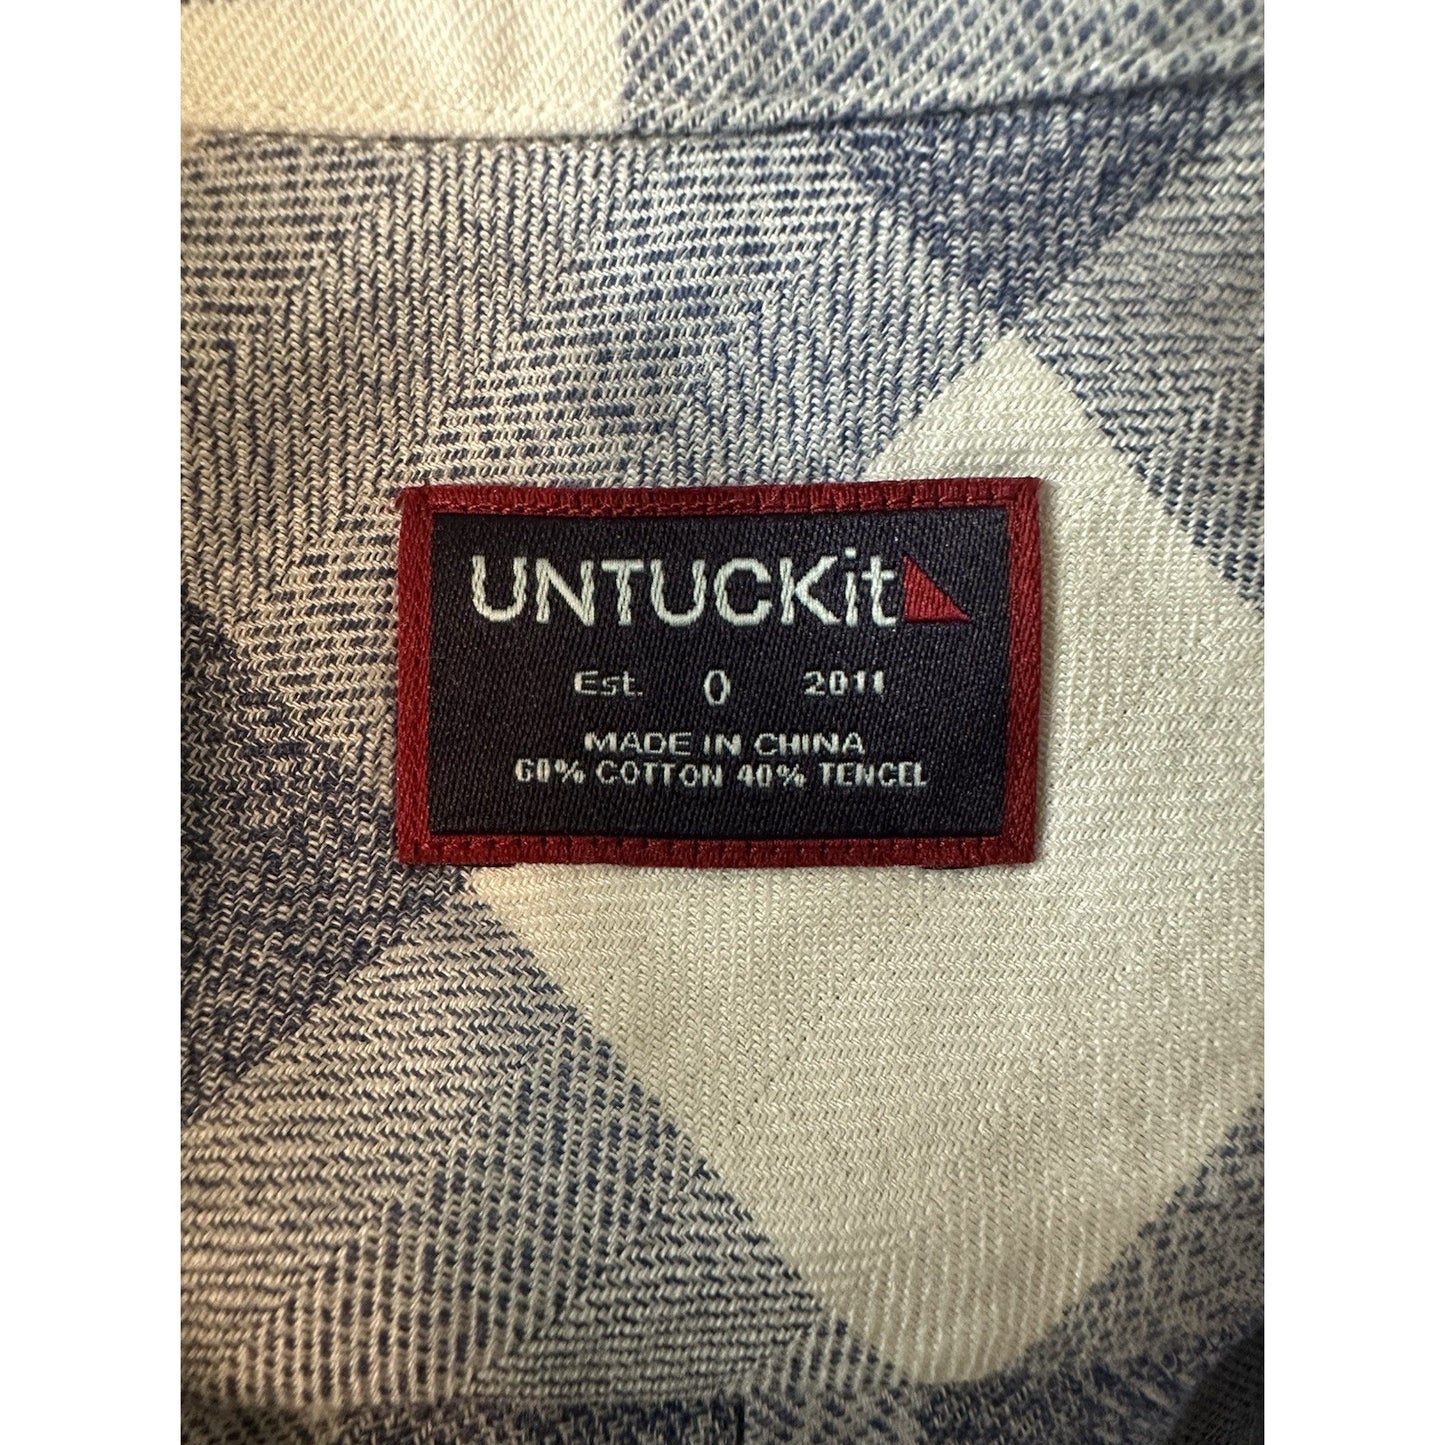 UNTUCKit
Est. 0 2011
MADE IN CHINA
60% COTTON 40% TENCEL